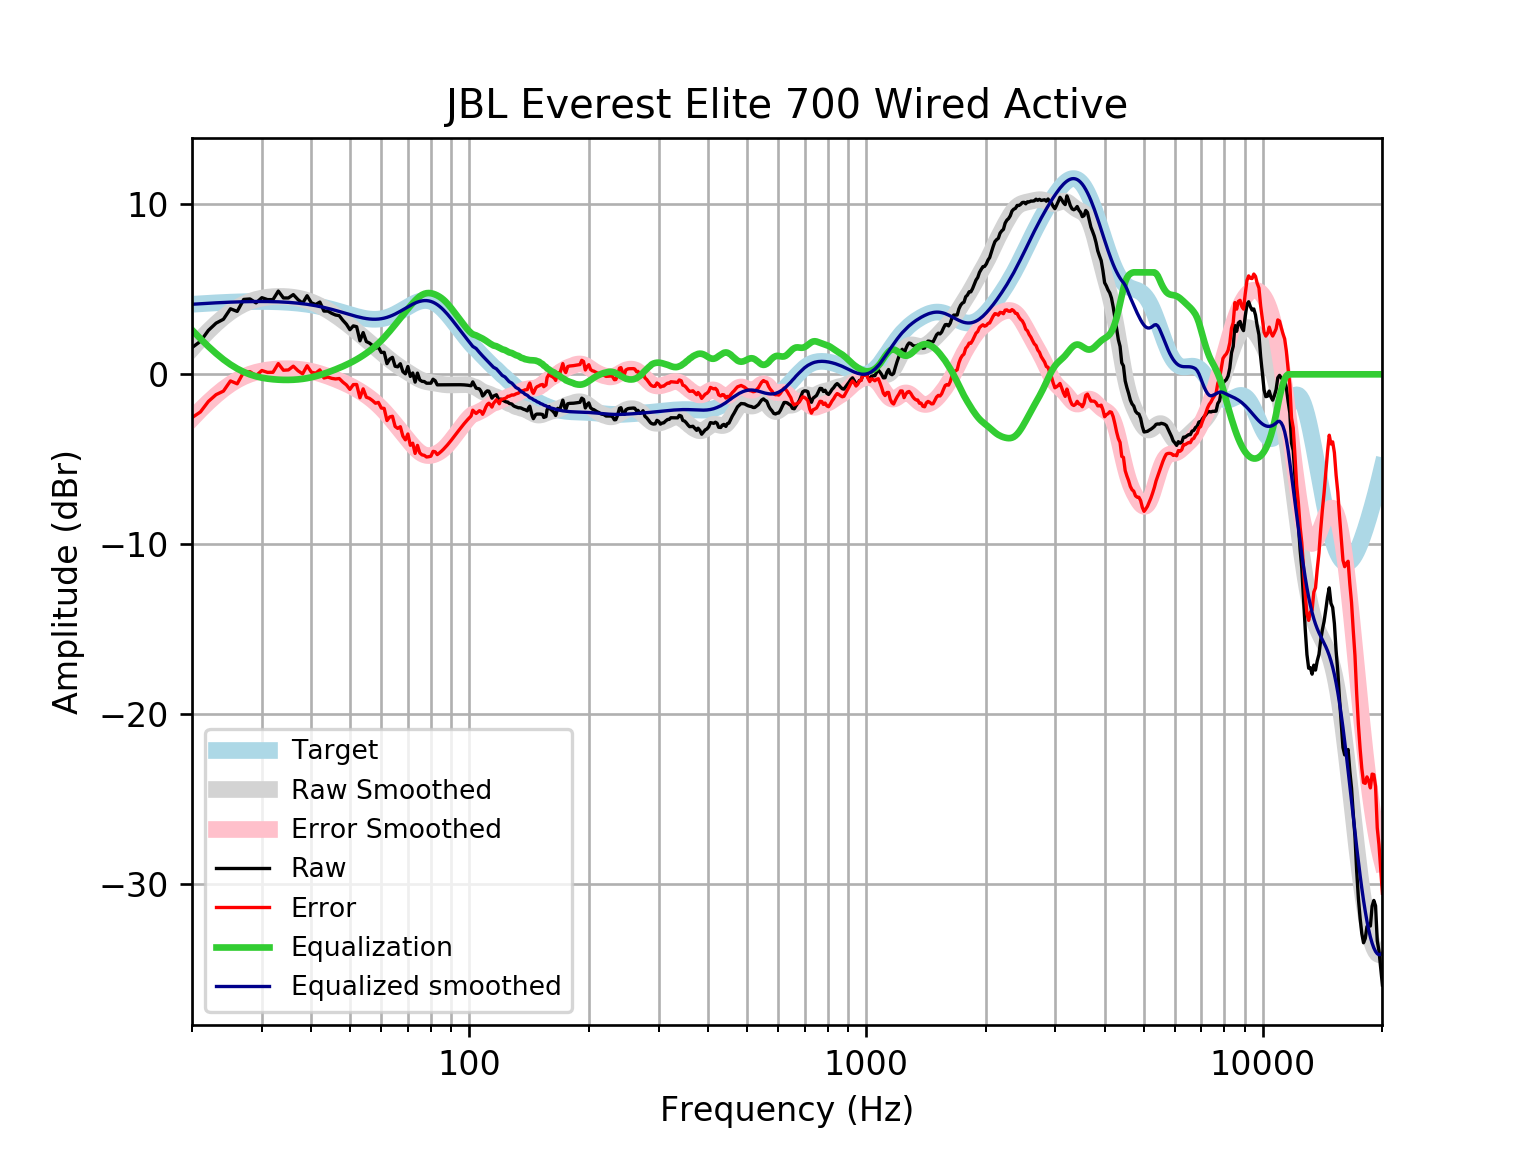 JBL Everest Elite 700 Wired Active
10
0
−10
−20
−30
Amplitude (dBr)
Target
Raw Smoothed
Error Smoothed
Raw
Error
Equalization
Equalized smoothed
100
1000
10000
Frequency (Hz)